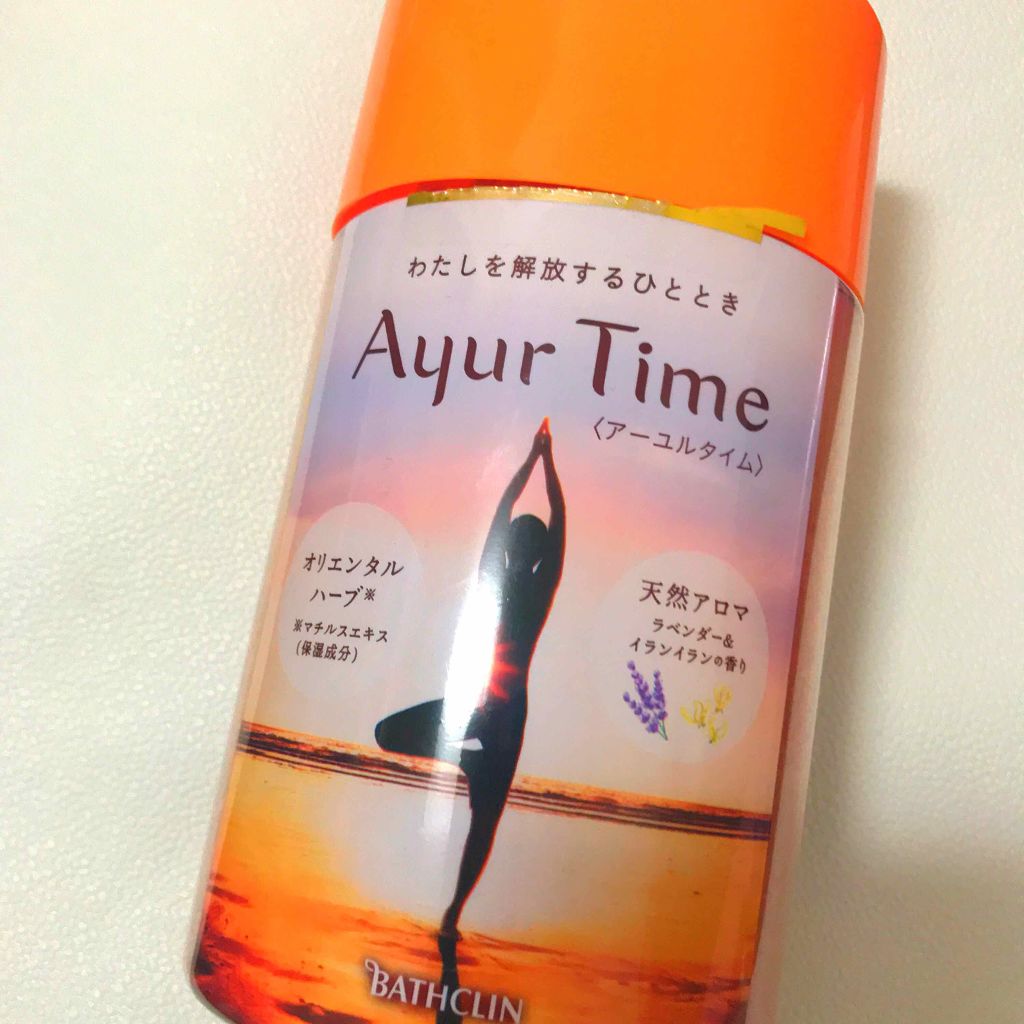 わたしを解放するひととき
Ayur Time
〈アーユルタイム〉
オリエンタル
ハーブ※
※マチルスエキス
(保湿成分)
天然アロマ
ラベンダー&
イランイランの香り
BATHCLIN